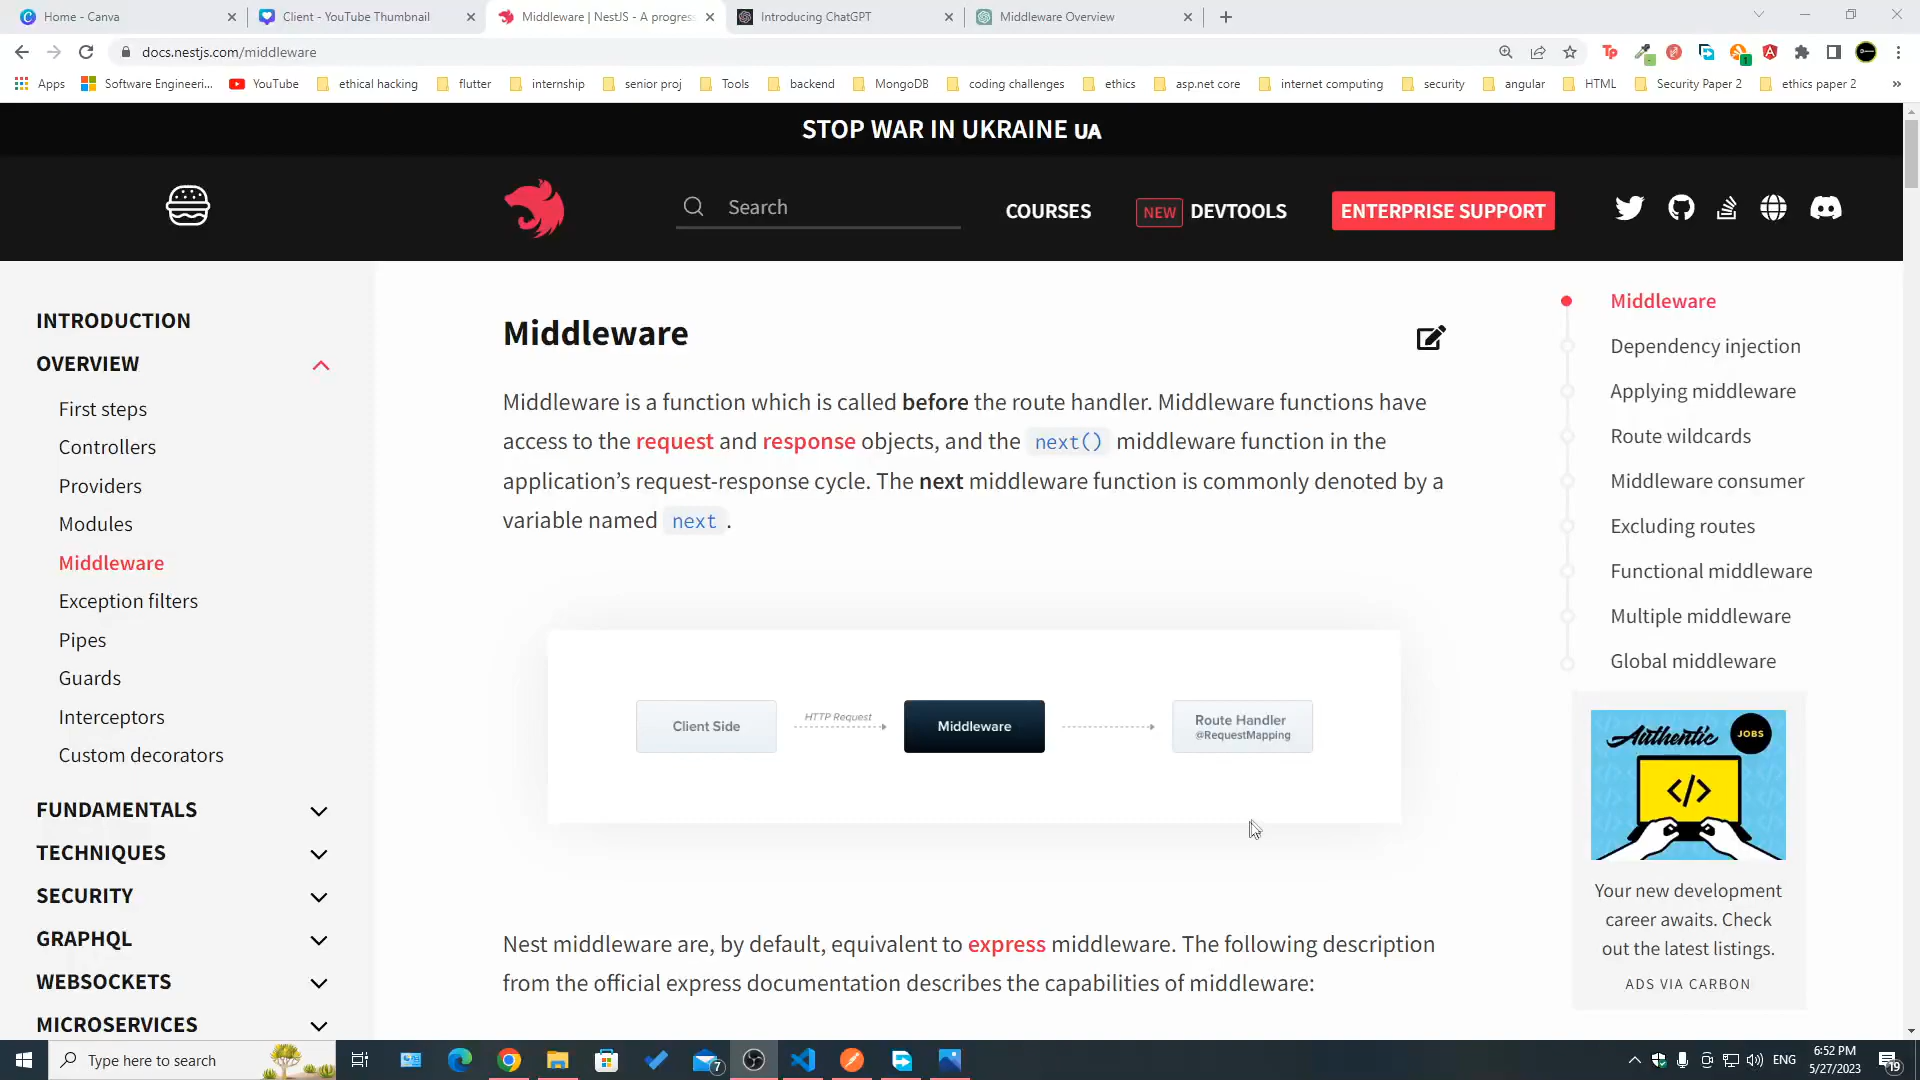 Home - Canva
Client - YouTube Thumbnail
Middleware | NestJS - A progres
Introducing ChatGPT
Middleware Overview
docs.nestjs.com/middleware
Apps
Software Engineeri...
YouTube
ethical hacking
flutter
internship
senior proj
Tools
backend
MongoDB
coding challenges
ethics
asp.net core
internet computing
security
angular
HTML
Security Paper 2
ethics paper 2
»
STOP WAR IN UKRAINE UA
Search
COURSES
NEW DEVTOOLS
ENTERPRISE SUPPORT
INTRODUCTION
OVERVIEW
First steps
Controllers
Providers
Modules
Middleware
Exception filters
Pipes
Guards
Interceptors
Custom decorators
FUNDAMENTALS
TECHNIQUES
SECURITY
GRAPHQL
WEBSOCKETS
MICROSERVICES
Middleware
Middleware is a function which is called before the route handler. Middleware functions have
access to the request and response objects, and the next() middleware function in the
application’s request-response cycle. The next middleware function is commonly denoted by a
variable named next .
Client Side
HTTP Request
Middleware
Route Handler
@RequestMapping
Nest middleware are, by default, equivalent to express middleware. The following description
from the official express documentation describes the capabilities of middleware:
Middleware
Dependency injection
Applying middleware
Route wildcards
Middleware consumer
Excluding routes
Functional middleware
Multiple middleware
Global middleware
Authentic
JOBS
</>
Your new development
career awaits. Check
out the latest listings.
ADS VIA CARBON
Type here to search
7
ENG
6:52 PM
5/27/2023
19